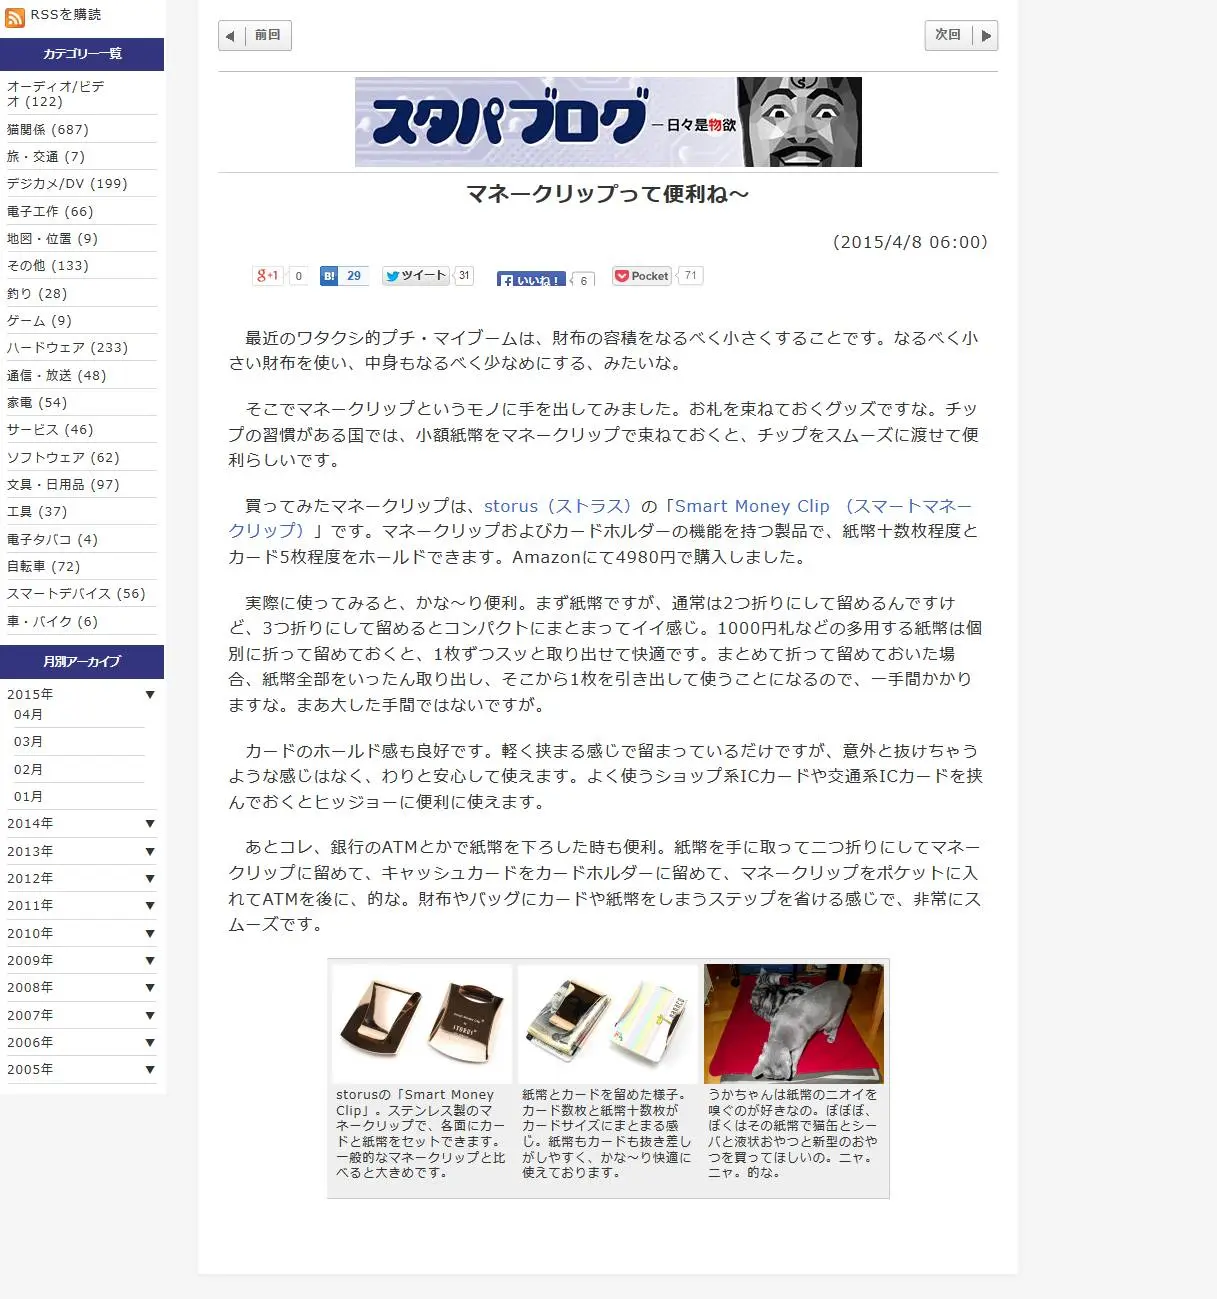 RSSを購読
カテゴリー一覧
オーディオ/ビデ
オ (122)
猫関係 (687)
旅・交通 (7)
デジカメ/DV (199)
電子工作 (66)
地図・位置 (9)
その他 (133)
釣り (28)
ゲーム (9)
ハードウェア (233)
通信・放送 (48)
家電 (54)
サービス (46)
ソフトウェア (62)
文具・日用品 (97)
工具 (37)
電子タバコ (4)
自転車 (72)
スマートデバイス (56)
車・バイク (6)
月別アーカイブ
2015年 ▼
04月
03月
02月
01月
2014年 ▼
2013年 ▼
2012年 ▼
2011年 ▼
2010年 ▼
2009年 ▼
2008年 ▼
2007年 ▼
2006年 ▼
2005年 ▼
前回 次回
スタパブログ ー日々是物欲
マネークリップって便利ね〜
（2015/4/8 06:00）
g+1 0 B! 29 ツイート 31 いいね！ 6 Pocket 71
最近のワタクシ的プチ・マイブームは、財布の容積をなるべく小さくすることです。なるべく小
さい財布を使い、中身もなるべく少なめにする、みたいな。
そこでマネークリップというモノに手を出してみました。お札を束ねておくグッズですな。チッ
プの習慣がある国では、小額紙幣をマネークリップで束ねておくと、チップをスムーズに渡せて便
利らしいです。
買ってみたマネークリップは、storus（ストラス）の「Smart Money Clip （スマートマネー
クリップ）」です。マネークリップおよびカードホルダーの機能を持つ製品で、紙幣十数枚程度と
カード5枚程度をホールドできます。Amazonにて4980円で購入しました。
実際に使ってみると、かな〜り便利。まず紙幣ですが、通常は2つ折りにして留めるんですけ
ど、3つ折りにして留めるとコンパクトにまとまってイイ感じ。1000円札などの多用する紙幣は個
別に折って留めておくと、1枚ずつスッと取り出せて快適です。まとめて折って留めておいた場
合、紙幣全部をいったん取り出し、そこから1枚を引き出して使うことになるので、一手間かかり
ますな。まあ大した手間ではないですが。
カードのホールド感も良好です。軽く挟まる感じで留まっているだけですが、意外と抜けちゃう
ような感じはなく、わりと安心して使えます。よく使うショップ系ICカードや交通系ICカードを挟
んでおくとヒッジョーに便利に使えます。
あとコレ、銀行のATMとかで紙幣を下ろした時も便利。紙幣を手に取って二つ折りにしてマネー
クリップに留めて、キャッシュカードをカードホルダーに留めて、マネークリップをポケットに入
れてATMを後に、的な。財布やバッグにカードや紙幣をしまうステップを省ける感じで、非常にス
ムーズです。
STORUS
nanaco
storusの「Smart Money
Clip」。ステンレス製のマ
ネークリップで、各面にカー
ドと紙幣をセットできます。
一般的なマネークリップと比
べると大きめです。
紙幣とカードを留めた様子。
カード数枚と紙幣十数枚が
カードサイズにまとまる感
じ。紙幣もカードも抜き差し
がしやすく、かな〜り快適に
使えております。
うかちゃんは紙幣のニオイを
嗅ぐのが好きなの。ぼぼぼ、
ぼくはその紙幣で猫缶とシー
バと液状おやつと新型のおや
つを買ってほしいの。ニャ。
ニャ。的な。